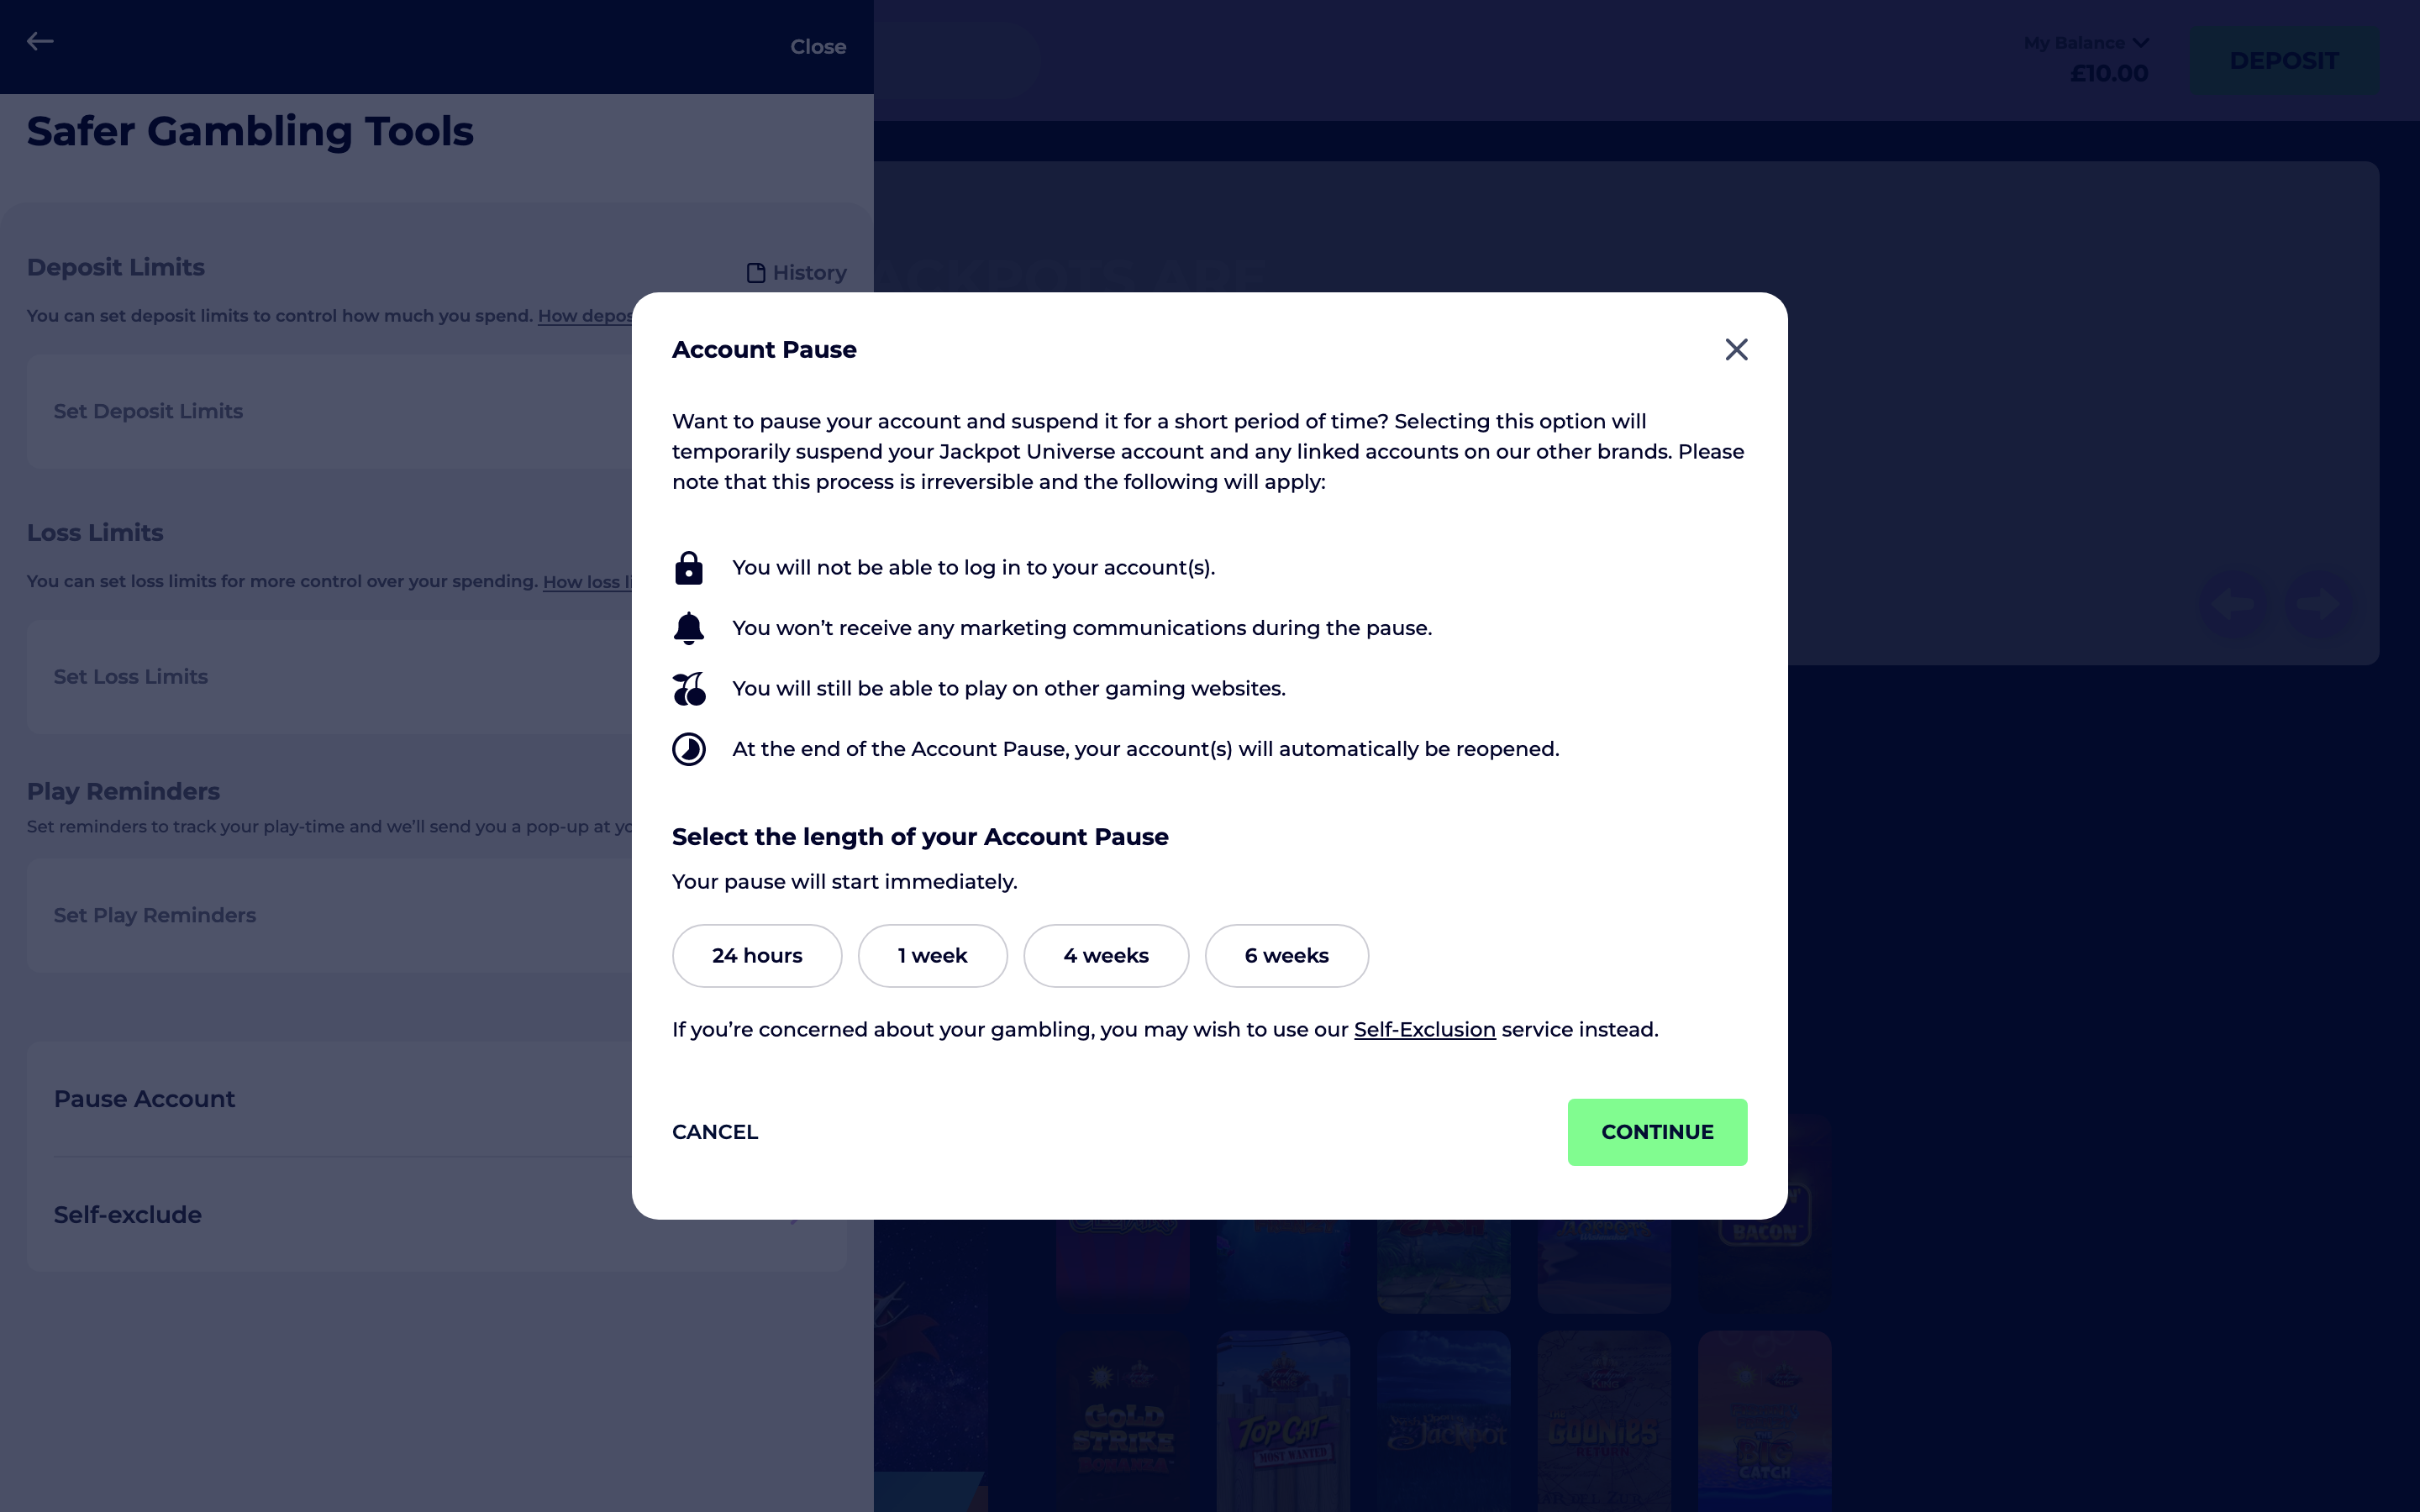 Close
My Balance
£10.00
DEPOSIT
Safer Gambling Tools
Deposit Limits
History
You can set deposit limits to control how much you spend. How depos
Set Deposit Limits
Loss Limits
You can set loss limits for more control over your spending. How loss li
Set Loss Limits
Play Reminders
Set reminders to track your play-time and we’ll send you a pop-up at yo
Set Play Reminders
Pause Account
Self-exclude
Account Pause
Want to pause your account and suspend it for a short period of time? Selecting this option will
temporarily suspend your Jackpot Universe account and any linked accounts on our other brands. Please
note that this process is irreversible and the following will apply:
You will not be able to log in to your account(s).
You won’t receive any marketing communications during the pause.
You will still be able to play on other gaming websites.
At the end of the Account Pause, your account(s) will automatically be reopened.
Select the length of your Account Pause
Your pause will start immediately.
24 hours
1 week
4 weeks
6 weeks
If you’re concerned about your gambling, you may wish to use our Self-Exclusion service instead.
CANCEL
CONTINUE
BACON
GOLD
STRIKE
BONANZA
TOP CAT
MOST WANTED
Jackpot
GOONIES
RETURN
BIG
CATCH